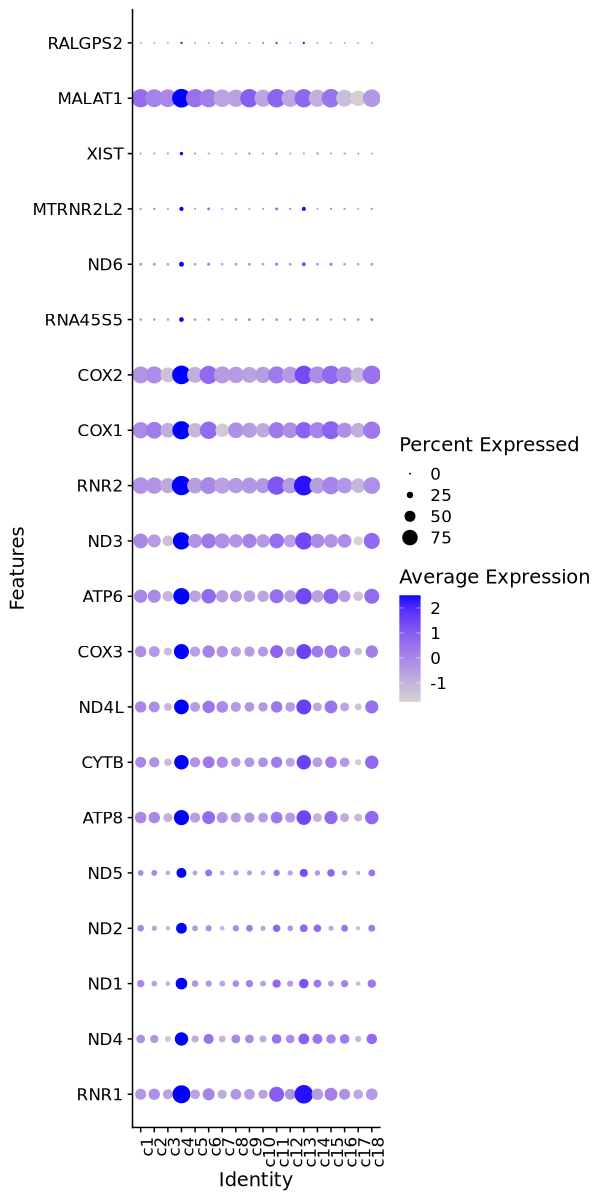 RALGPS2
MALAT1
XIST
MTRNR2L2
ND6
RNA45S5
COX2
COX1
RNR2
ND3
ATP6
COX3
ND4L
CYTB
ATP8
ND5
ND2
ND1
ND4
RNR1
Features
c1
c2
c3
c4
c5
c6
c7
c8
c9
c10
c11
c12
c13
c14
c15
c16
c17
c18
Identity
Percent Expressed
0
25
50
75
Average Expression
2
1
0
-1